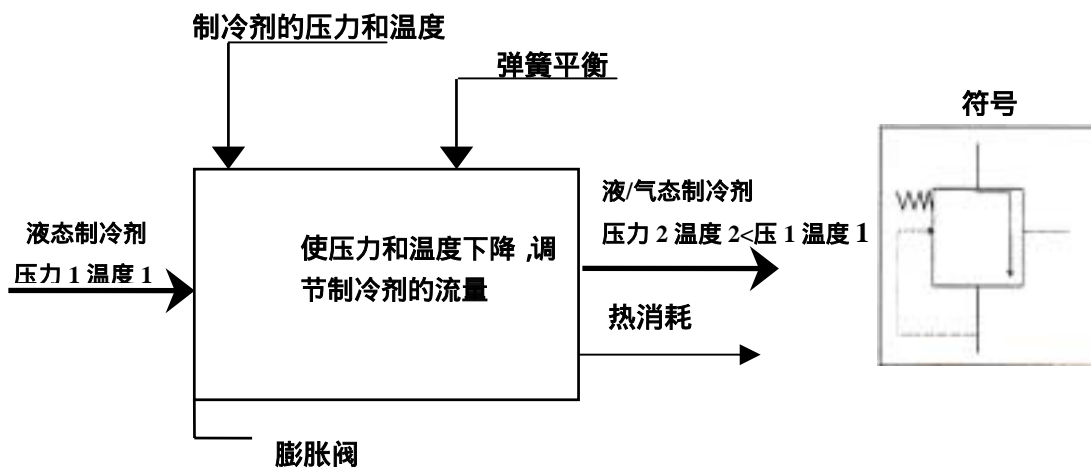 制冷剂的压力和温度
弹簧平衡
符号
液态制冷剂
压力 1 温度 1
使压力和温度下降 ,调
节制冷剂的流量
液/气态制冷剂
压力 2 温度 2<压 1 温度 1
热消耗
膨胀阀